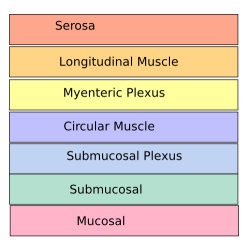 Serosa
Longitudinal Muscle
Myenteric Plexus
Circular Muscle
Submucosal Plexus
Submucosal
Mucosal